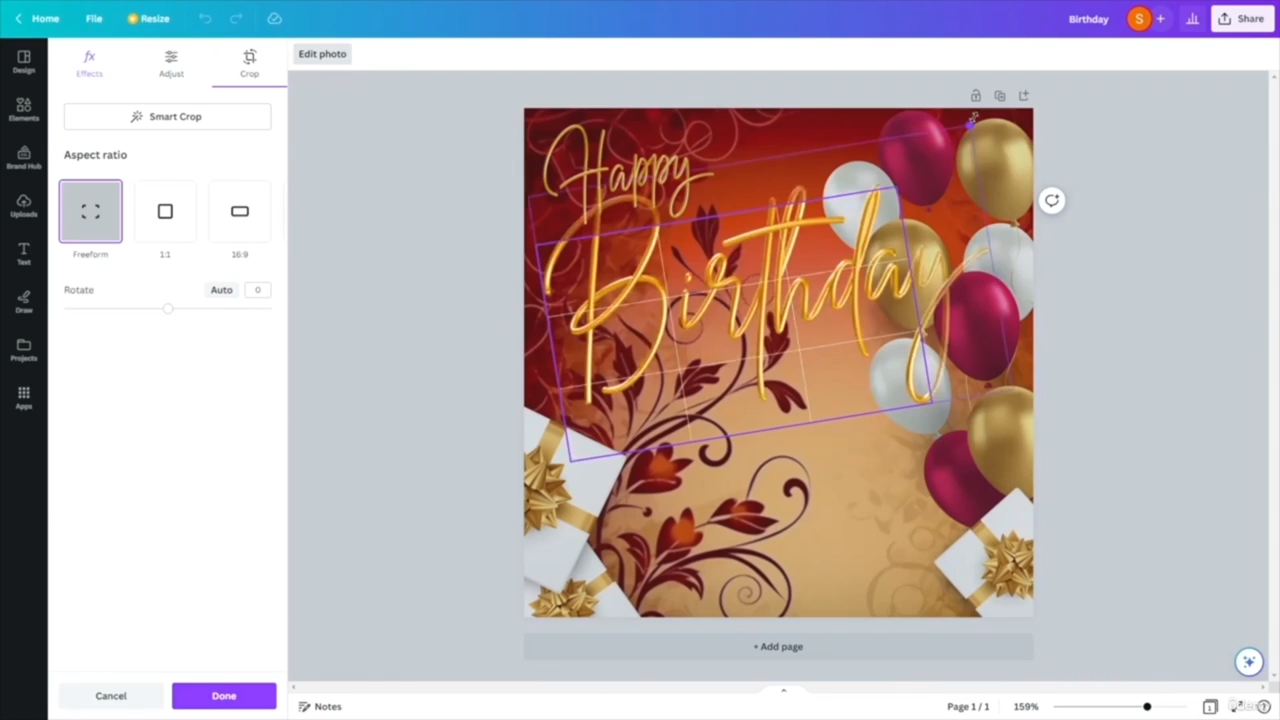 Home File Resize Birthday S + Share
Design
Elements
Brand Hub
Uploads
Text
Draw
Projects
Apps
fx
Effects Adjust Crop
Smart Crop
Aspect ratio
Freeform 1:1 16:9
Rotate Auto 0
Cancel Done
Edit photo
Happy
Birthday
+ Add page
Notes Page 1 / 1 159% 1 ?